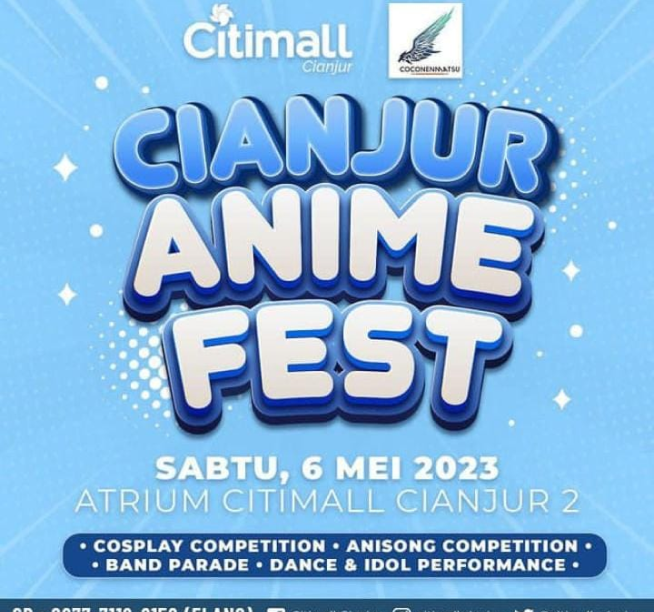 Citimall
Cianjur
COCONENMATSU
CIANJUR
ANIME
FEST
SABTU, 6 MEI 2023
ATRIUM CITIMALL CIANJUR 2
• COSPLAY COMPETITION • ANISONG COMPETITION •
• BAND PARADE • DANCE & IDOL PERFORMANCE •